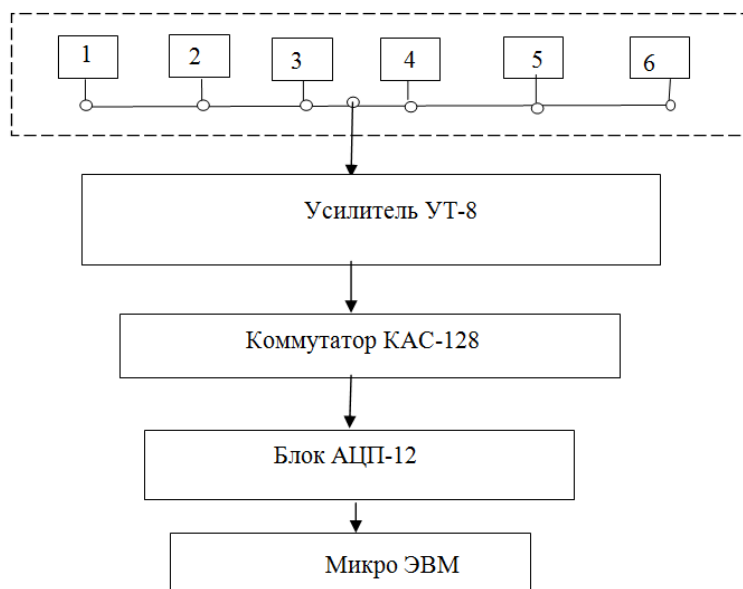 1 2 3 4 5 6
Усилитель УТ-8
Коммутатор КАС-128
Блок АЦП-12
Микро ЭВМ